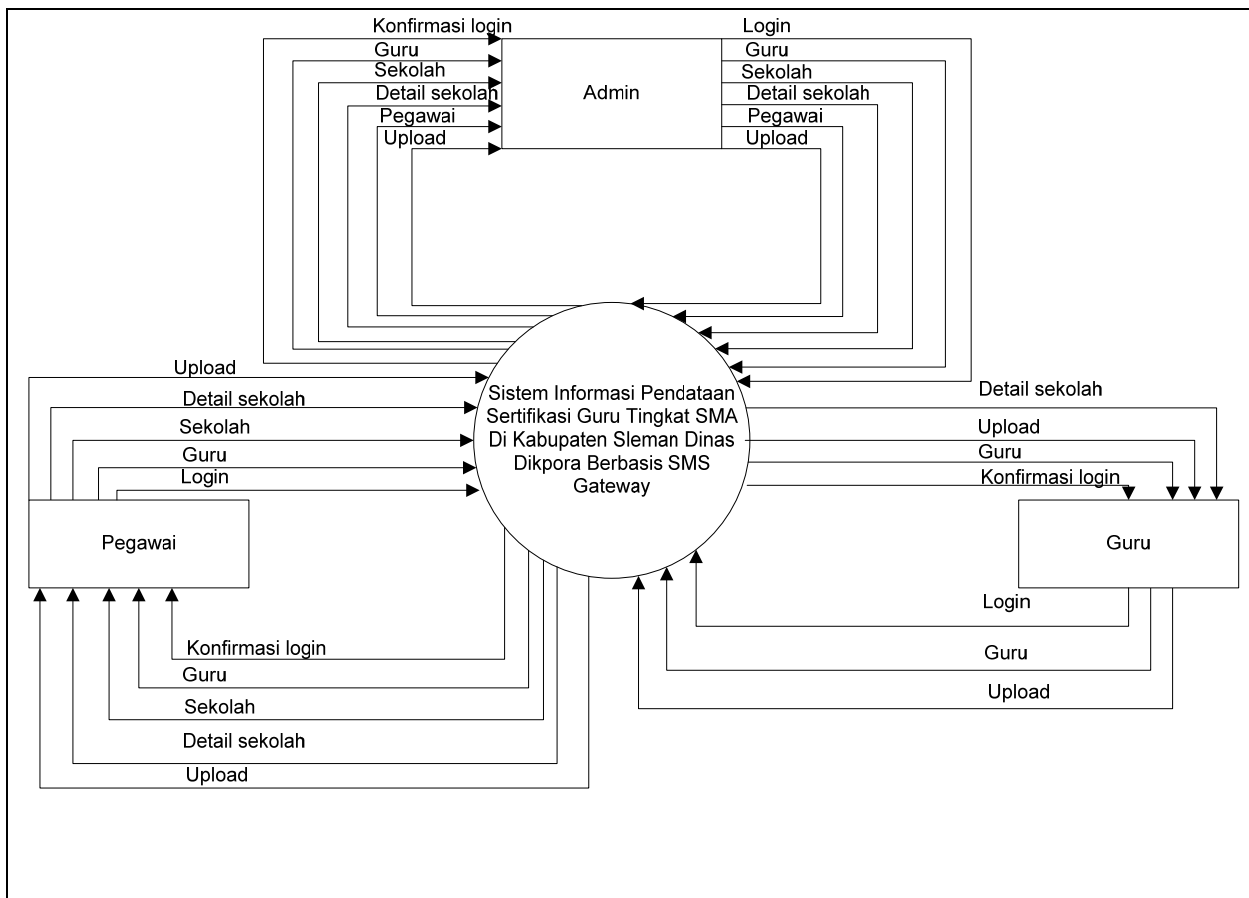 Konfirmasi login
Guru
Sekolah
Detail sekolah
Pegawai
Upload
Admin
Login
Guru
Sekolah
Detail sekolah
Pegawai
Upload
Upload
Detail sekolah
Sekolah
Guru
Login
Pegawai
Sistem Informasi Pendataan
Sertifikasi Guru Tingkat SMA
Di Kabupaten Sleman Dinas
Dikpora Berbasis SMS
Gateway
Detail sekolah
Upload
Guru
Konfirmasi login
Guru
Login
Guru
Upload
Konfirmasi login
Guru
Sekolah
Detail sekolah
Upload